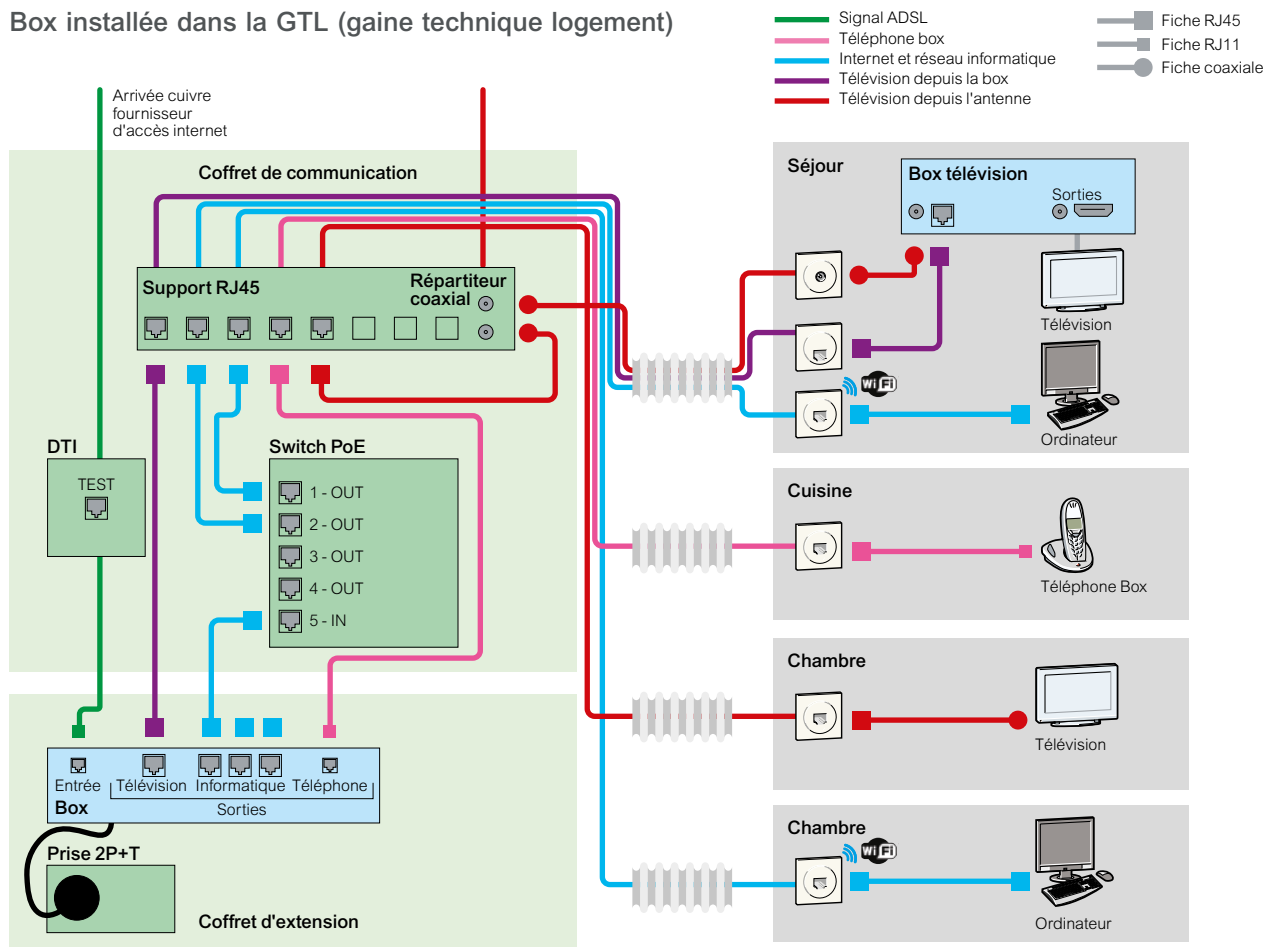 Box installée dans la GTL (gaine technique logement)
Signal ADSL
Téléphone box
Internet et réseau informatique
Télévision depuis la box
Télévision depuis l'antenne
Fiche RJ45
Fiche RJ11
Fiche coaxiale
Arrivée cuivre
fournisseur
d'accès internet
Coffret de communication
Support RJ45
Répartiteur
coaxial
DTI
TEST
Switch PoE
1 - OUT
2 - OUT
3 - OUT
4 - OUT
5 - IN
Entrée
Télévision
Informatique
Téléphone
Box
Sorties
Prise 2P+T
Coffret d'extension
Séjour
Box télévision
Sorties
Télévision
WiFi
Ordinateur
Cuisine
Téléphone Box
Chambre
Télévision
Chambre
WiFi
Ordinateur